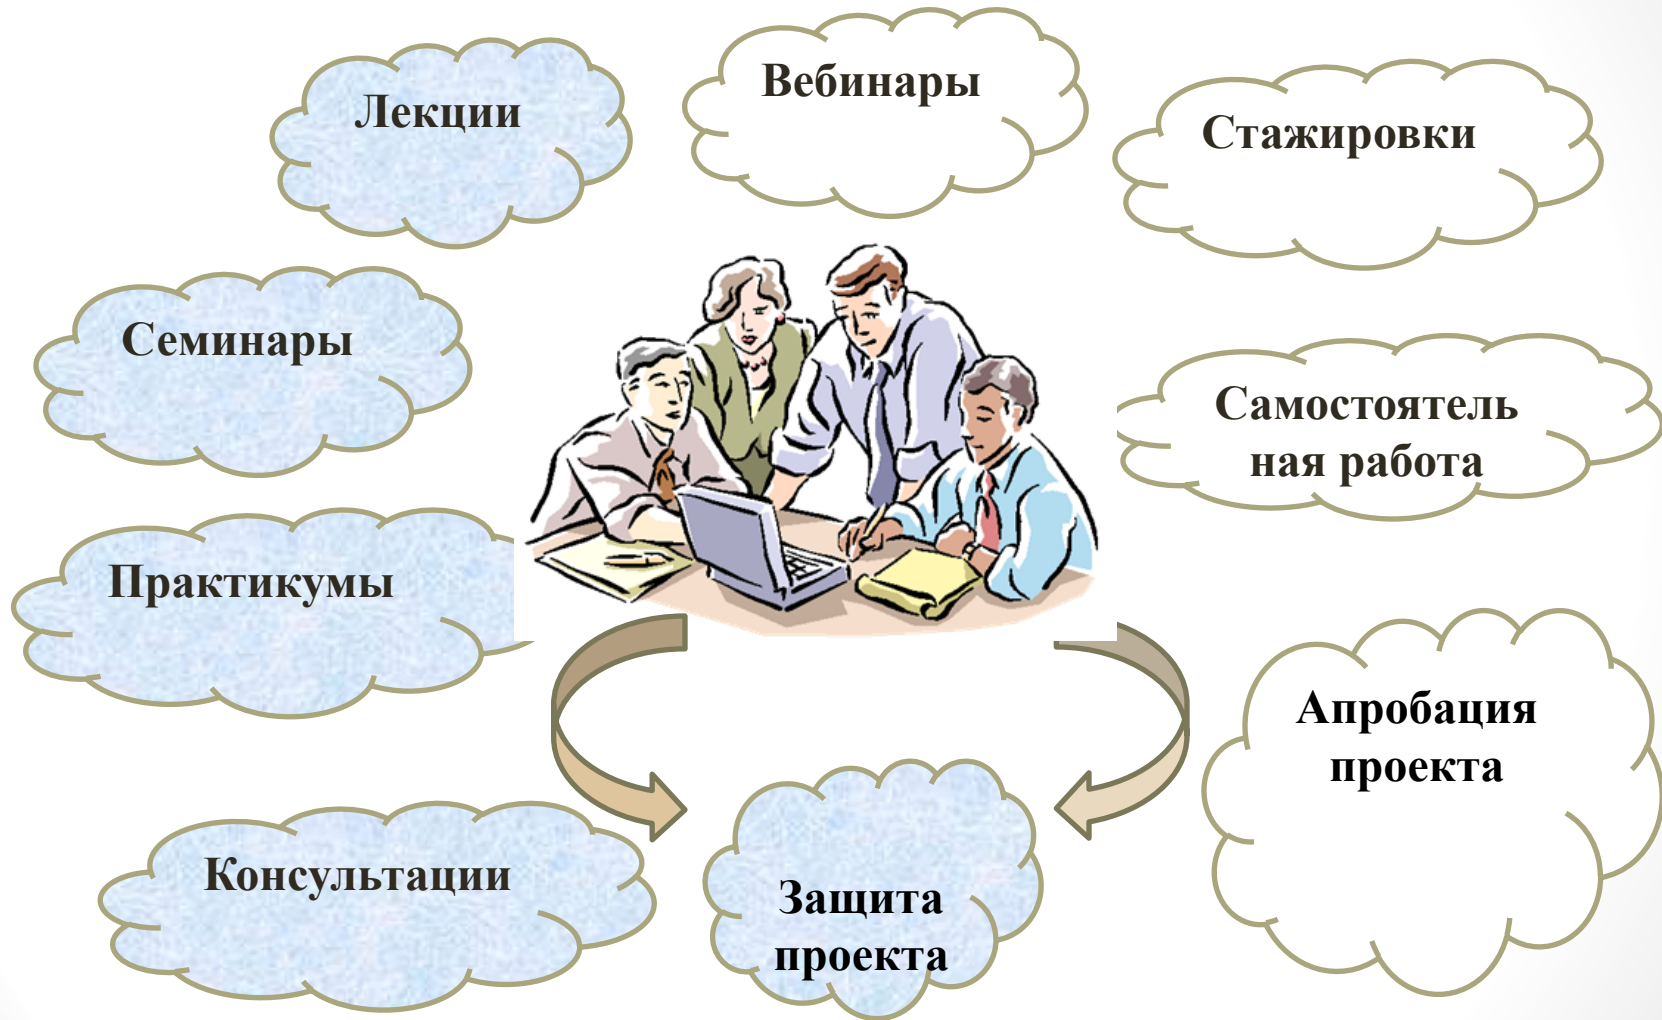 Лекции
Вебинары
Стажировки
Семинары
Самостоятель
ная работа
Практикумы
Апробация
проекта
Консультации
Защита
проекта